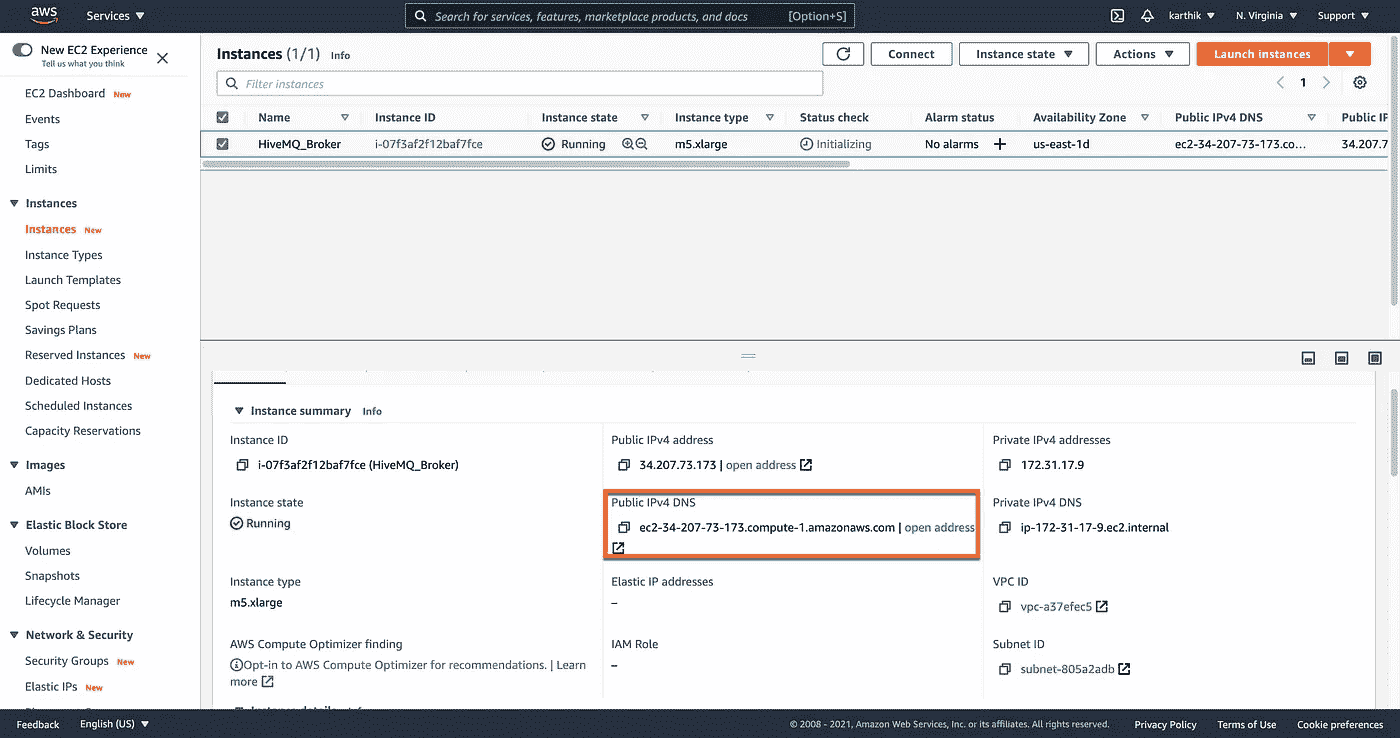 aws
Services
Search for services, features, marketplace products, and docs [Option+S]
karthik
N. Virginia
Support
New EC2 Experience
Tell us what you think
EC2 Dashboard New
Events
Tags
Limits
Instances
Instances New
Instance Types
Launch Templates
Spot Requests
Savings Plans
Reserved Instances New
Dedicated Hosts
Scheduled Instances
Capacity Reservations
Images
AMIs
Elastic Block Store
Volumes
Snapshots
Lifecycle Manager
Network & Security
Security Groups New
Elastic IPs New
Instances (1/1) Info
Connect
Instance state
Actions
Launch instances
Filter instances
1
Name Instance ID Instance state Instance type Status check Alarm status Availability Zone Public IPv4 DNS Public IP
HiveMQ_Broker i-07f3af2f12baf7fce Running m5.xlarge Initializing No alarms + us-east-1d ec2-34-207-73-173.co... 34.207.7
Instance summary Info
Instance ID
i-07f3af2f12baf7fce (HiveMQ_Broker)
Public IPv4 address
34.207.73.173 | open address
Private IPv4 addresses
172.31.17.9
Instance state
Running
Public IPv4 DNS
ec2-34-207-73-173.compute-1.amazonaws.com | open address
Private IPv4 DNS
ip-172-31-17-9.ec2.internal
Instance type
m5.xlarge
Elastic IP addresses
–
VPC ID
vpc-a37efec5
AWS Compute Optimizer finding
Opt-in to AWS Compute Optimizer for recommendations. | Learn
more
IAM Role
–
Subnet ID
subnet-805a2adb
Feedback
English (US)
© 2008 - 2021, Amazon Web Services, Inc. or its affiliates. All rights reserved.
Privacy Policy
Terms of Use
Cookie preferences